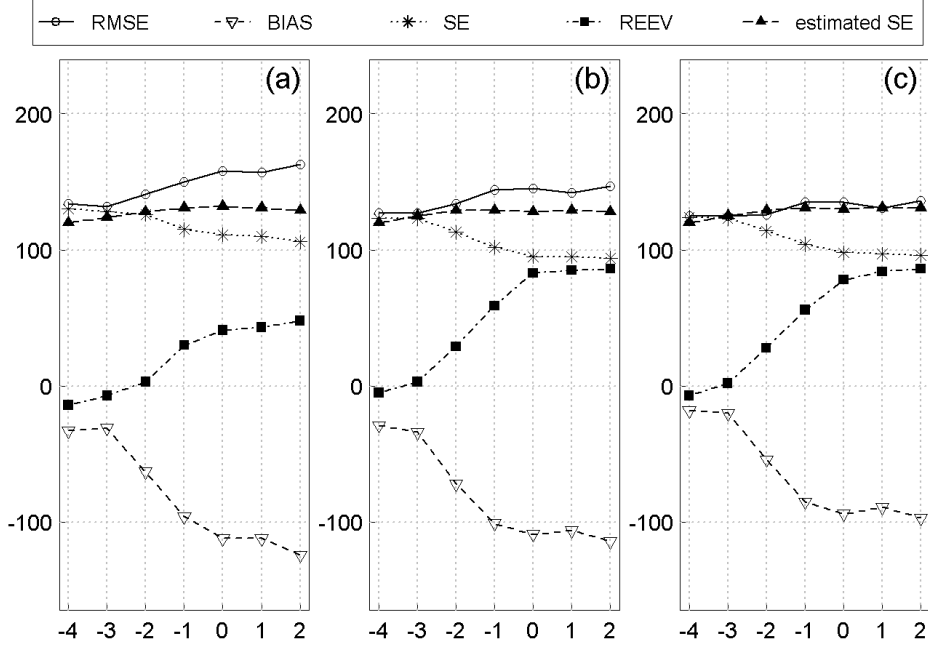 RMSE BIAS SE REEV estimated SE
(a) (b) (c)
200 200 200
100 100 100
0 0 0
-100 -100 -100
-4 -3 -2 -1 0 1 2 -4 -3 -2 -1 0 1 2 -4 -3 -2 -1 0 1 2